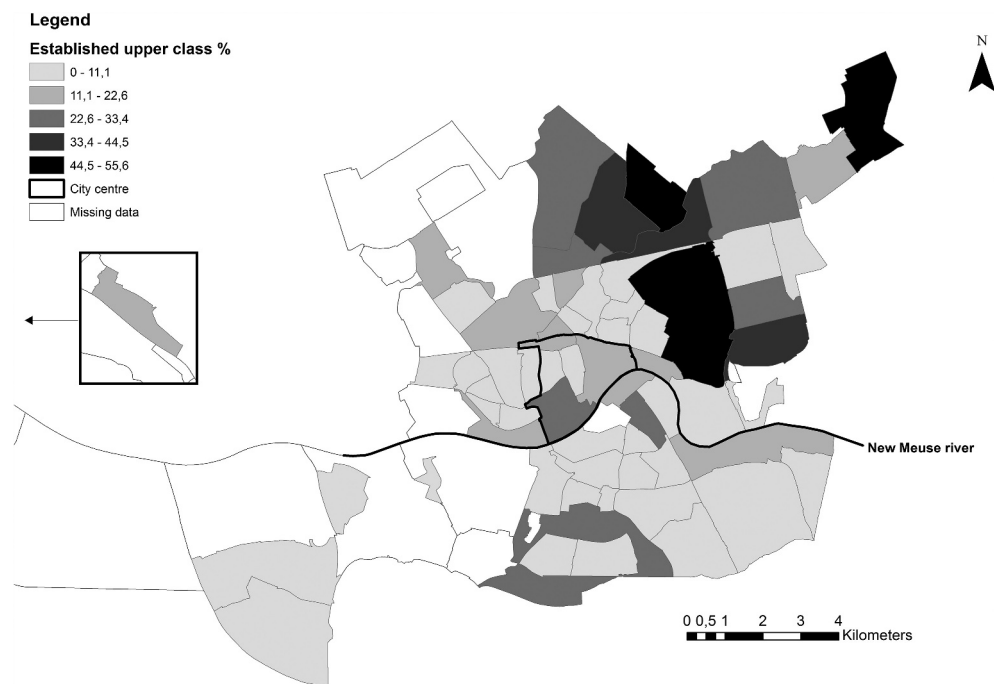 Legend
Established upper class %
0 - 11,1
11,1 - 22,6
22,6 - 33,4
33,4 - 44,5
44,5 - 55,6
City centre
Missing data
N
New Meuse river
0 0,5 1 2 3 4
Kilometers